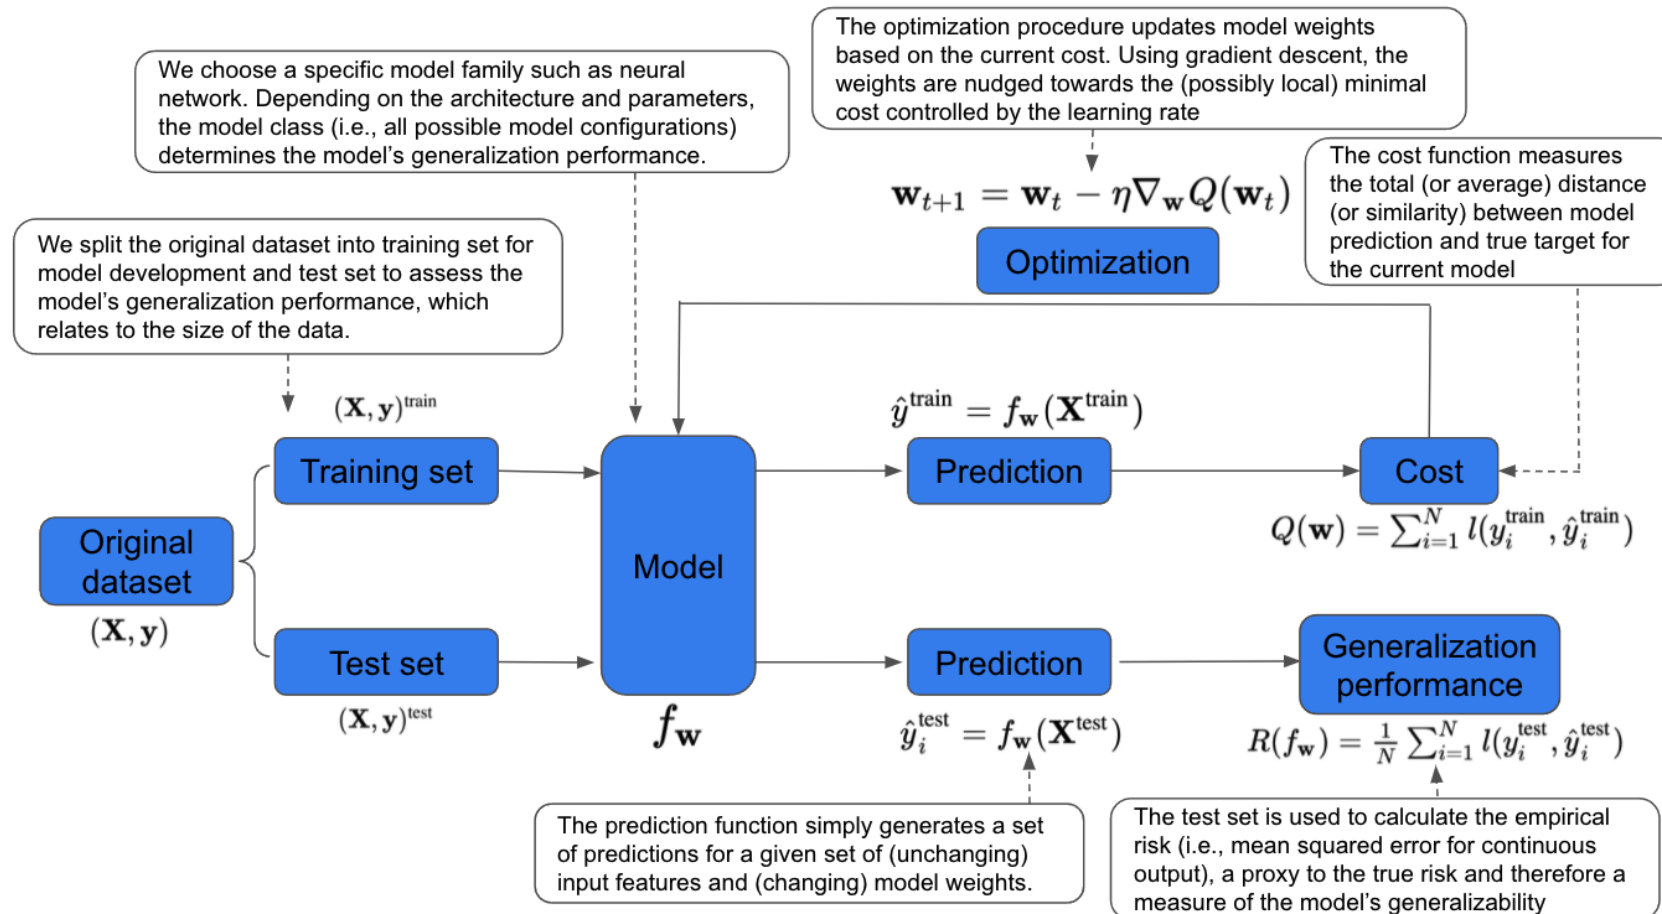 The optimization procedure updates model weights
based on the current cost. Using gradient descent, the
weights are nudged towards the (possibly local) minimal
cost controlled by the learning rate
We choose a specific model family such as neural
network. Depending on the architecture and parameters,
the model class (i.e., all possible model configurations)
determines the model's generalization performance.
The cost function measures
the total (or average) distance
(or similarity) between model
prediction and true target for
the current model
𝐰ₜ₊₁ = 𝐰ₜ − η∇_𝐰 Q(𝐰ₜ)
Optimization
We split the original dataset into training set for
model development and test set to assess the
model's generalization performance, which
relates to the size of the data.
(𝐗, 𝐲)^train
Training set
ŷ^train = f_𝐰(𝐗^train)
Prediction
Cost
Q(𝐰) = ∑_{i=1}^N l(y_i^train, ŷ_i^train)
Original
dataset
(𝐗, 𝐲)
Model
f_𝐰
Test set
(𝐗, 𝐲)^test
Prediction
ŷ_i^test = f_𝐰(𝐗^test)
Generalization
performance
R(f_𝐰) = 1/N ∑_{i=1}^N l(y_i^test, ŷ_i^test)
The prediction function simply generates a set
of predictions for a given set of (unchanging)
input features and (changing) model weights.
The test set is used to calculate the empirical
risk (i.e., mean squared error for continuous
output), a proxy to the true risk and therefore a
measure of the model's generalizability